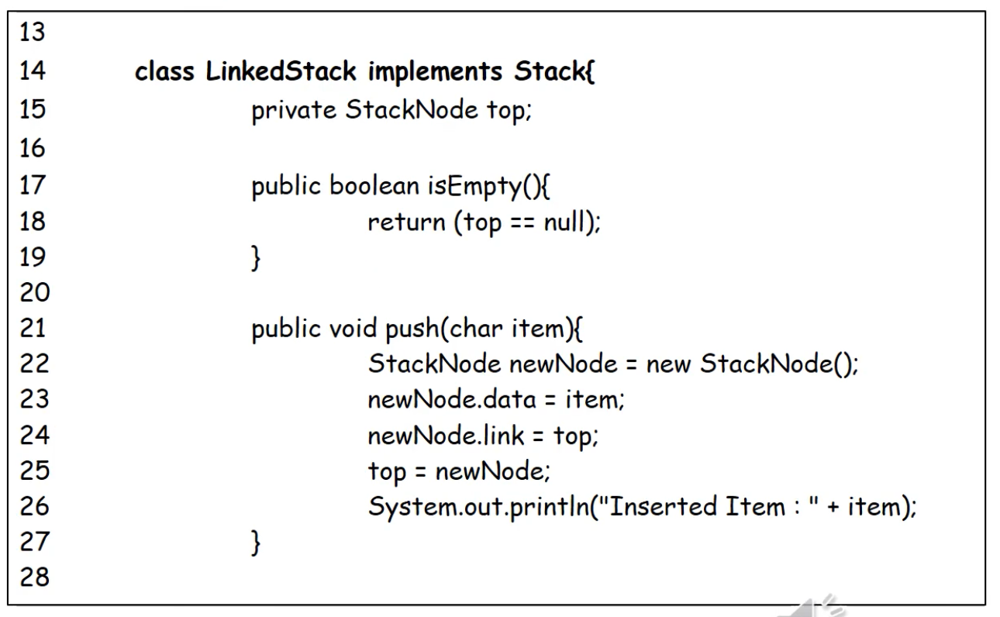 13
14 class LinkedStack implements Stack{
15 private StackNode top;
16
17 public boolean isEmpty(){
18 return (top == null);
19 }
20
21 public void push(char item){
22 StackNode newNode = new StackNode();
23 newNode.data = item;
24 newNode.link = top;
25 top = newNode;
26 System.out.println("Inserted Item : " + item);
27 }
28